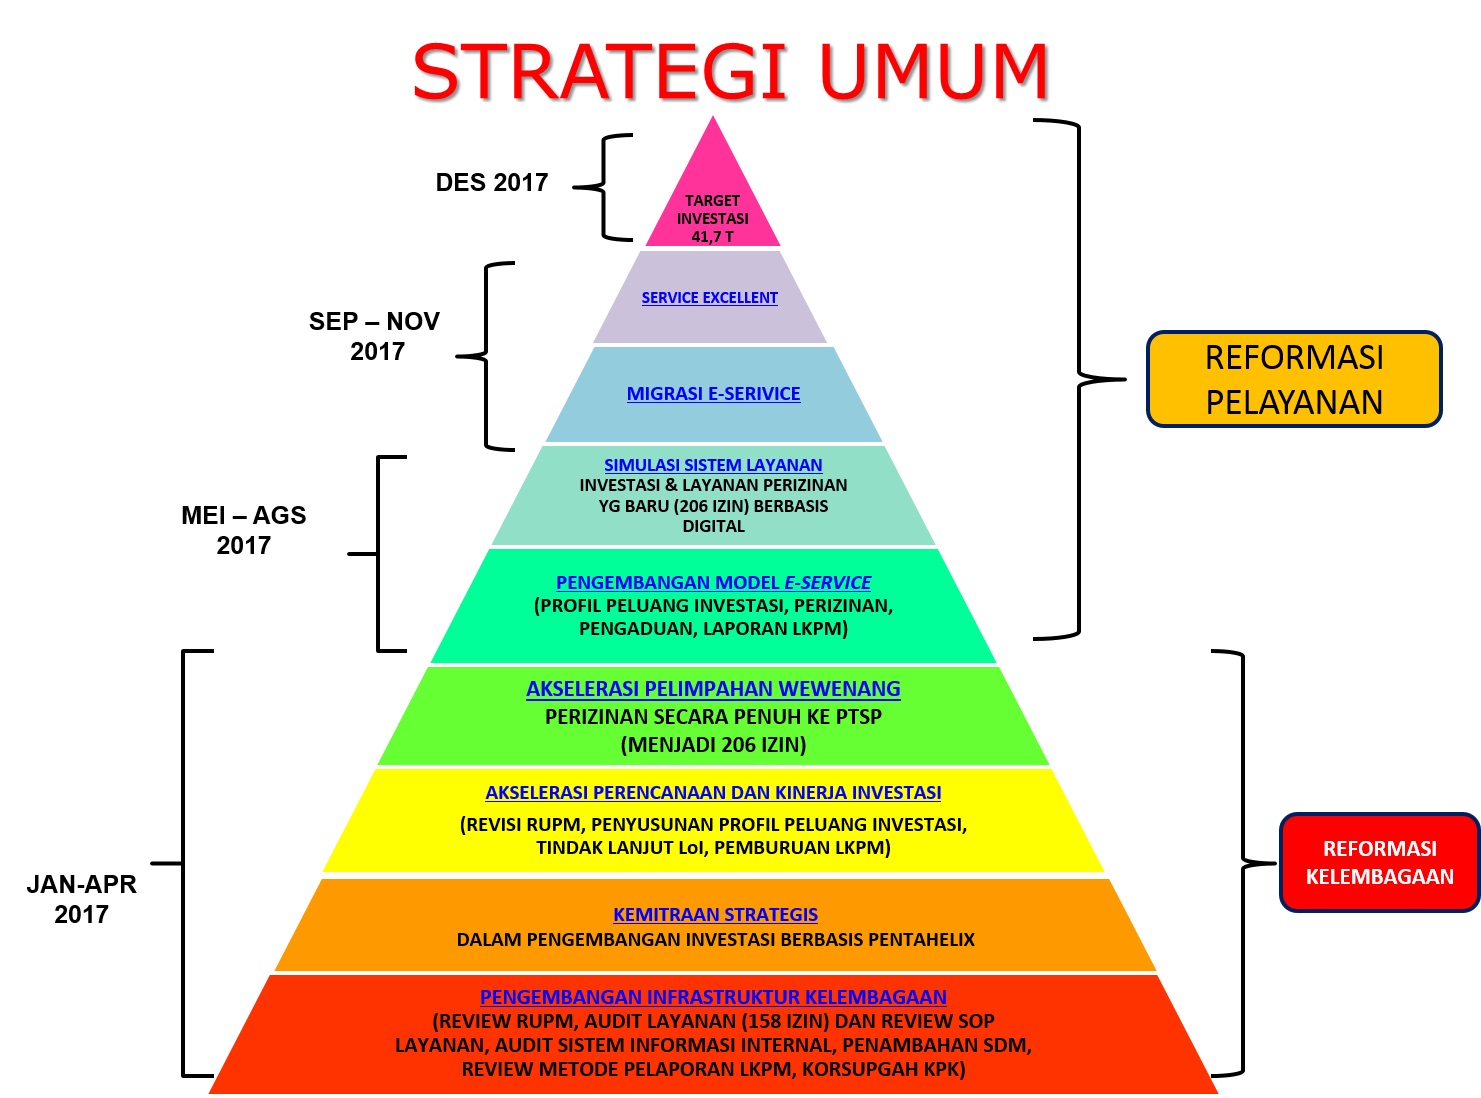 STRATEGI UMUM
DES 2017
TARGET
INVESTASI
41,7 T
SEP – NOV
2017
SERVICE EXCELLENT
MIGRASI E-SERIVICE
REFORMASI
PELAYANAN
MEI – AGS
2017
SIMULASI SISTEM LAYANAN
INVESTASI & LAYANAN PERIZINAN
YG BARU (206 IZIN) BERBASIS
DIGITAL
PENGEMBANGAN MODEL E-SERVICE
(PROFIL PELUANG INVESTASI, PERIZINAN,
PENGADUAN, LAPORAN LKPM)
JAN-APR
2017
AKSELERASI PELIMPAHAN WEWENANG
PERIZINAN SECARA PENUH KE PTSP
(MENJADI 206 IZIN)
AKSELERASI PERENCANAAN DAN KINERJA INVESTASI
(REVISI RUPM, PENYUSUNAN PROFIL PELUANG INVESTASI,
TINDAK LANJUT LoI, PEMBURUAN LKPM)
REFORMASI
KELEMBAGAAN
KEMITRAAN STRATEGIS
DALAM PENGEMBANGAN INVESTASI BERBASIS PENTAHELIX
PENGEMBANGAN INFRASTRUKTUR KELEMBAGAAN
(REVIEW RUPM, AUDIT LAYANAN (158 IZIN) DAN REVIEW SOP
LAYANAN, AUDIT SISTEM INFORMASI INTERNAL, PENAMBAHAN SDM,
REVIEW METODE PELAPORAN LKPM, KORSUPGAH KPK)